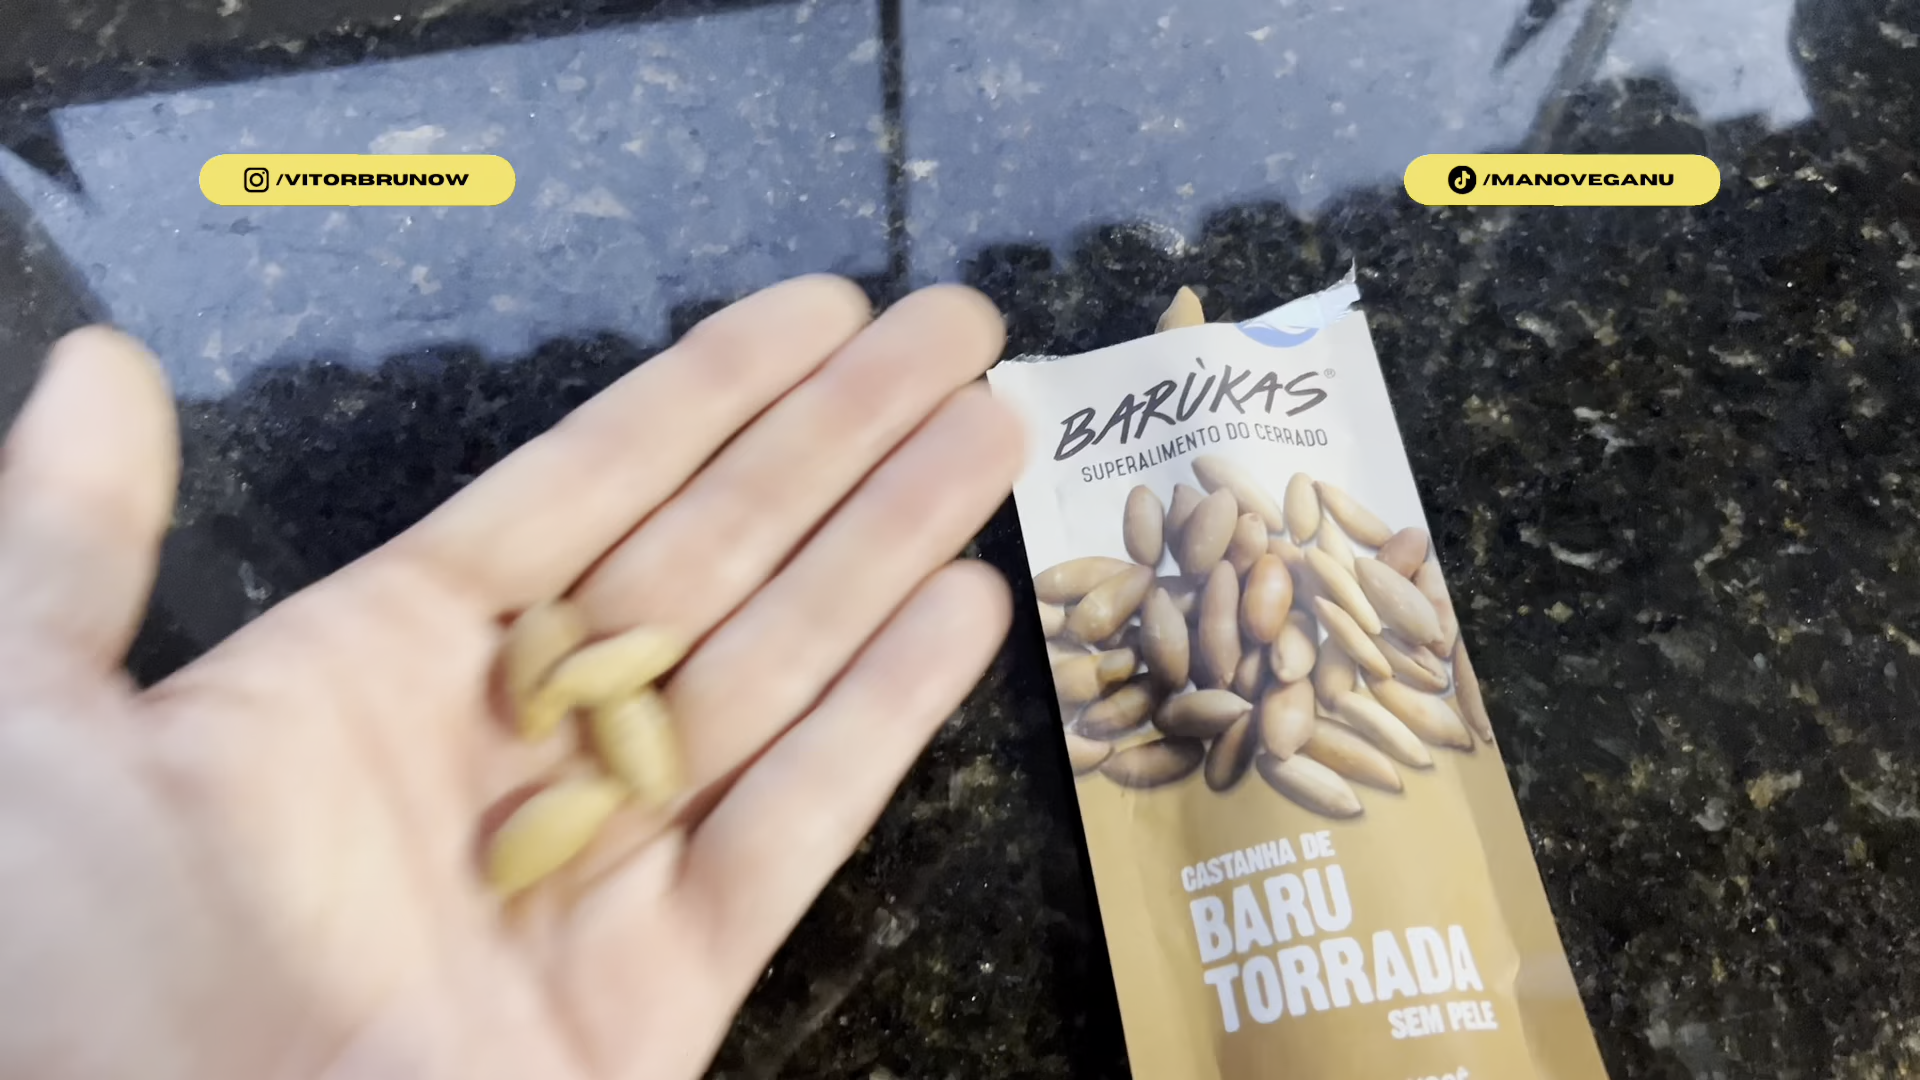 /VITORBRUNOW
/MANOVEGANU
BARÙKAS®
SUPERALIMENTO DO CERRADO
CASTANHA DE
BARU
TORRADA
SEM PELE